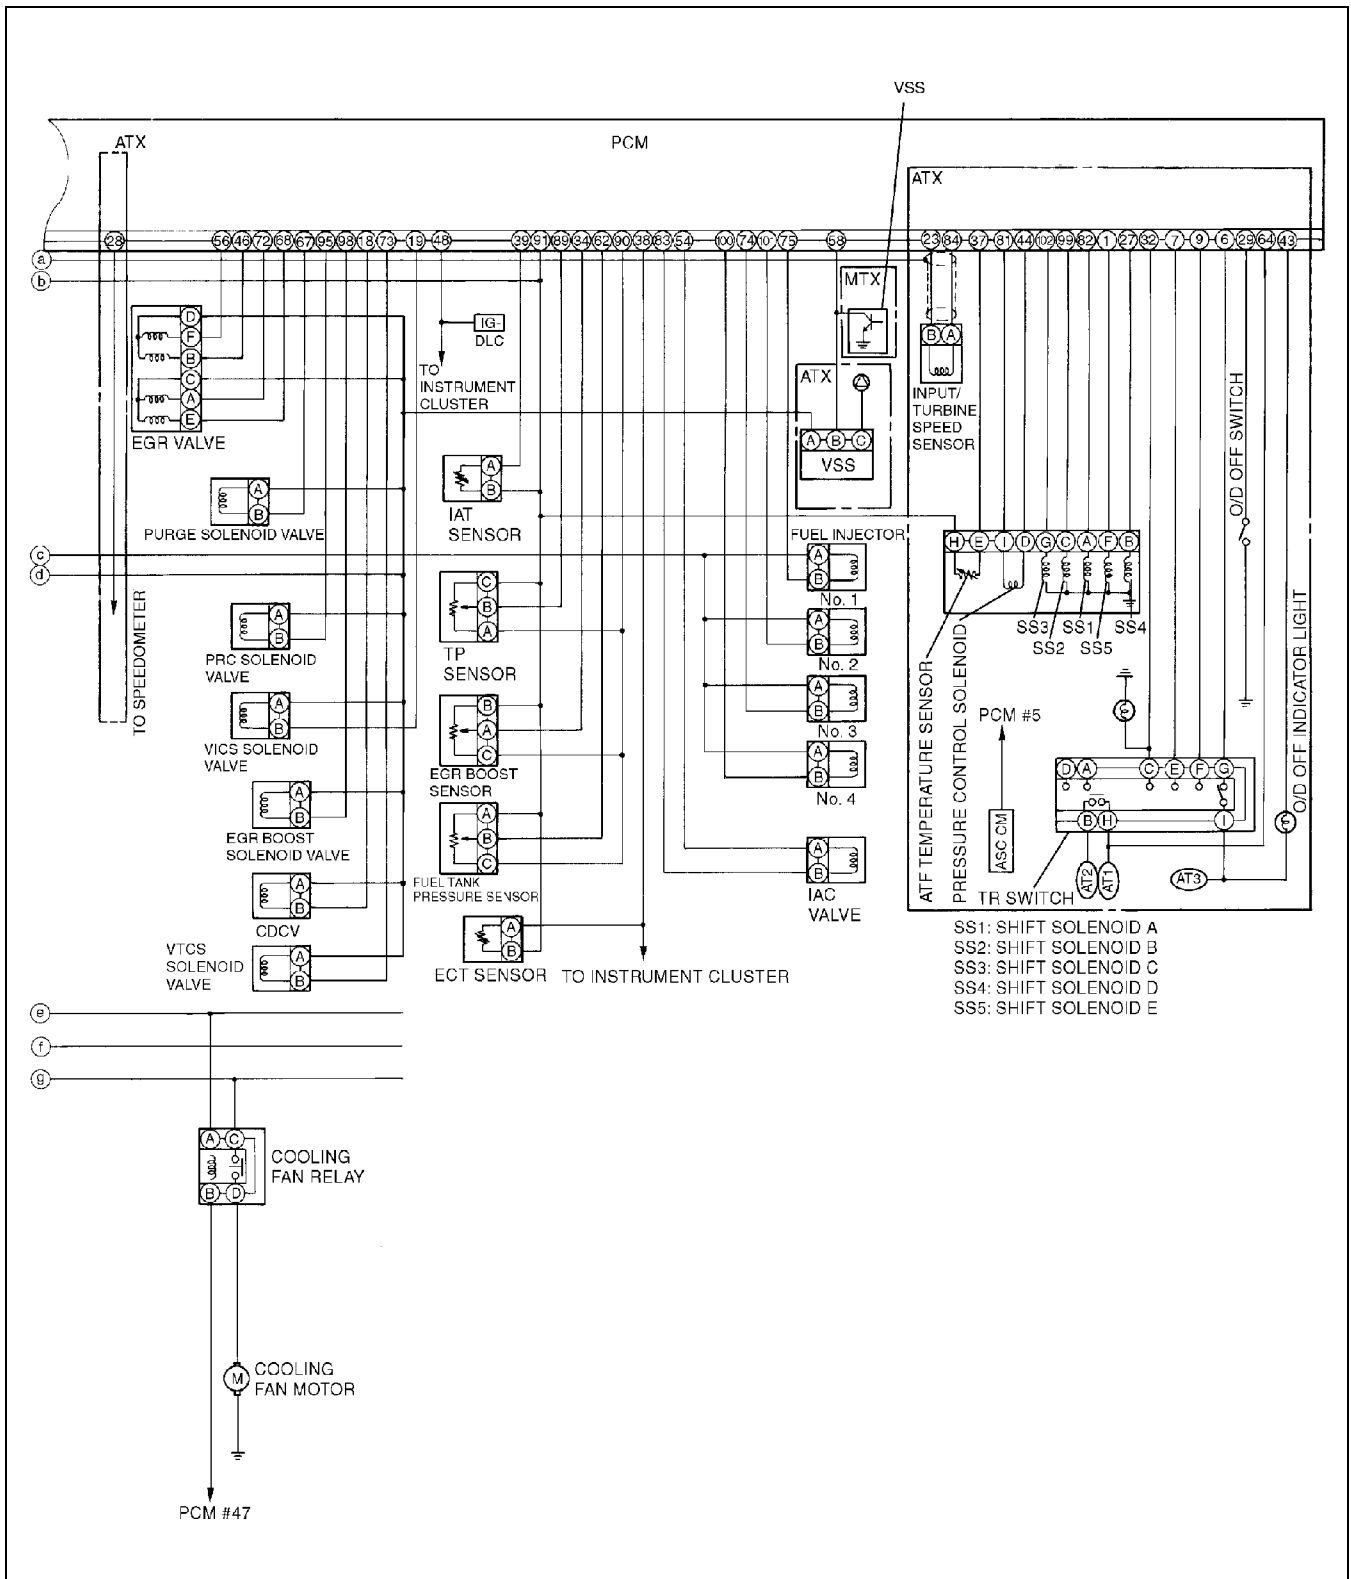 VSS
ATX
PCM
ATX
28 56 46 72 68 67 95 98 18 73 19 48 39 91 89 34 62 90 38 83 54 100 74 101 75 58 23 84 37 81 44 102 99 82 1 27 32 7 9 6 29 64 43
a
b
MTX
D
F
B
C
A
E
EGR VALVE
IG-
DLC
TO
INSTRUMENT
CLUSTER
ATX
A B C
VSS
B A
INPUT/
TURBINE
SPEED
SENSOR
O/D OFF SWITCH
A
B
PURGE SOLENOID VALVE
A
B
IAT
SENSOR
c
d
TO SPEEDOMETER
A
B
PRC SOLENOID
VALVE
A
B
VICS SOLENOID
VALVE
A
B
EGR BOOST
SOLENOID VALVE
A
B
CDCV
VTCS
SOLENOID
VALVE
A
B
C
B
A
TP
SENSOR
B
A
C
EGR BOOST
SENSOR
A
B
C
FUEL TANK
PRESSURE SENSOR
A
B
ECT SENSOR
TO INSTRUMENT CLUSTER
FUEL INJECTOR
A
B
No. 1
A
B
No. 2
A
B
No. 3
A
B
No. 4
A
B
IAC
VALVE
H E I D G C A F B
SS3 SS1 SS4
SS2 SS5
ATF TEMPERATURE SENSOR
PRESSURE CONTROL SOLENOID
PCM #5
ASC CM
D A C E F G
B H I
AT2
AT1
AT3
TR SWITCH
O/D OFF INDICATOR LIGHT
SS1: SHIFT SOLENOID A
SS2: SHIFT SOLENOID B
SS3: SHIFT SOLENOID C
SS4: SHIFT SOLENOID D
SS5: SHIFT SOLENOID E
e
f
g
A C
B D
COOLING
FAN RELAY
M
COOLING
FAN MOTOR
PCM #47